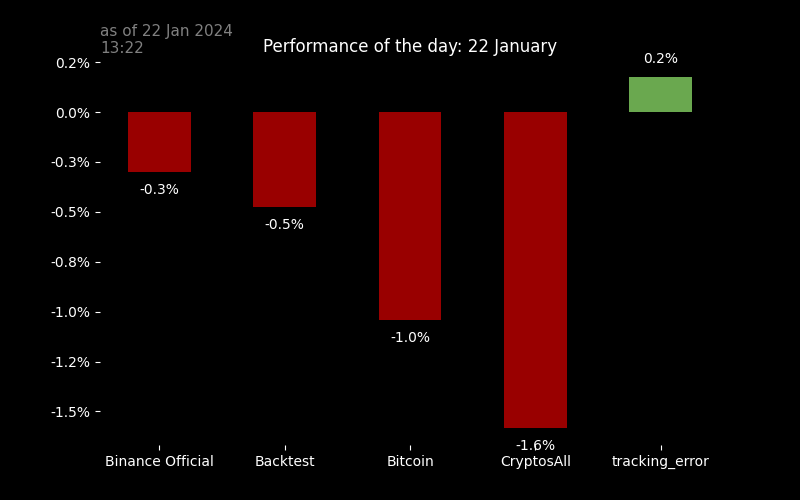 as of 22 Jan 2024
13:22
Performance of the day: 22 January
0.2%
0.0%
-0.3%
-0.5%
-0.8%
-1.0%
-1.2%
-1.5%
-0.3%
-0.5%
-1.0%
-1.6%
0.2%
Binance Official
Backtest
Bitcoin
CryptosAll
tracking_error